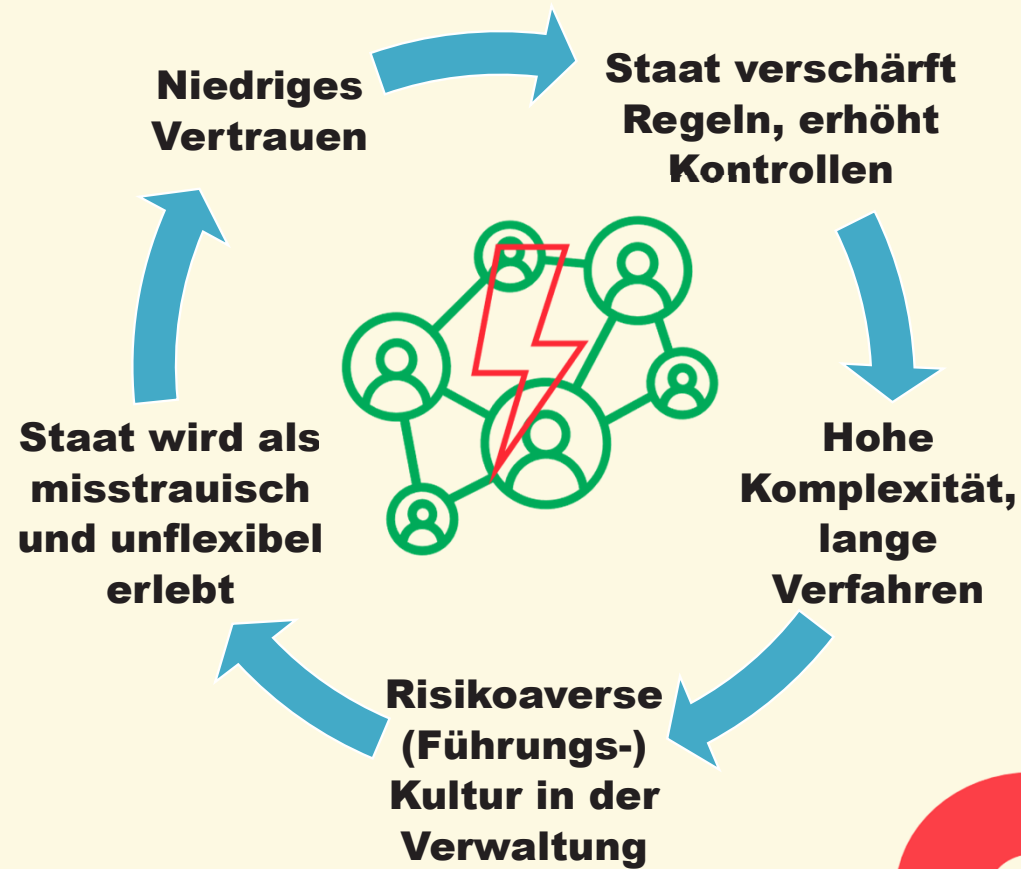 Niedriges
Vertrauen
Staat verschärft
Regeln, erhöht
Kontrollen
Hohe
Komplexität,
lange
Verfahren
Risikoaverse
(Führungs-)
Kultur in der
Verwaltung
Staat wird als
misstrauisch
und unflexibel
erlebt